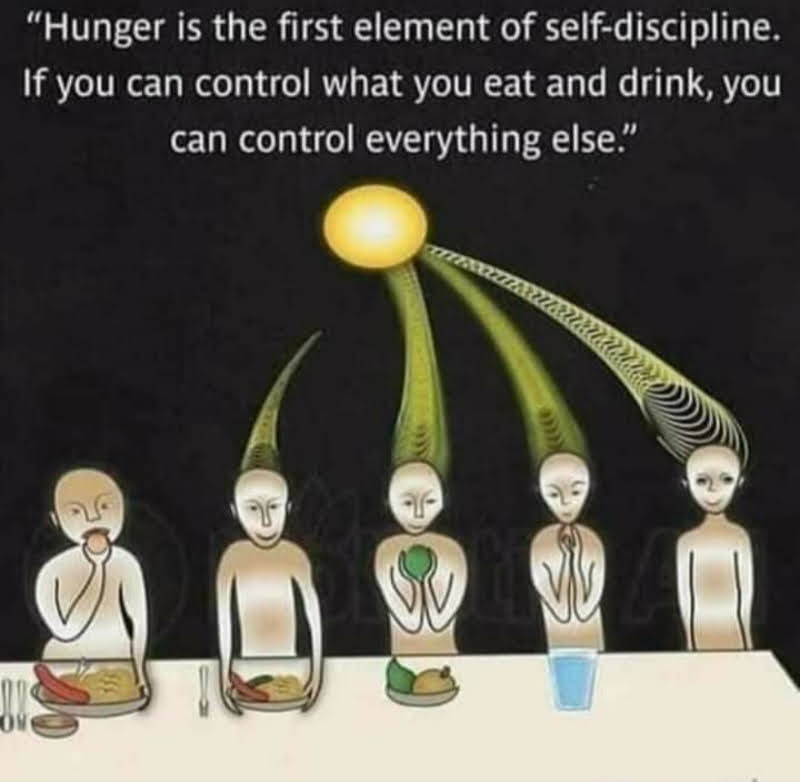 “Hunger is the first element of self-discipline.
If you can control what you eat and drink, you
can control everything else.”